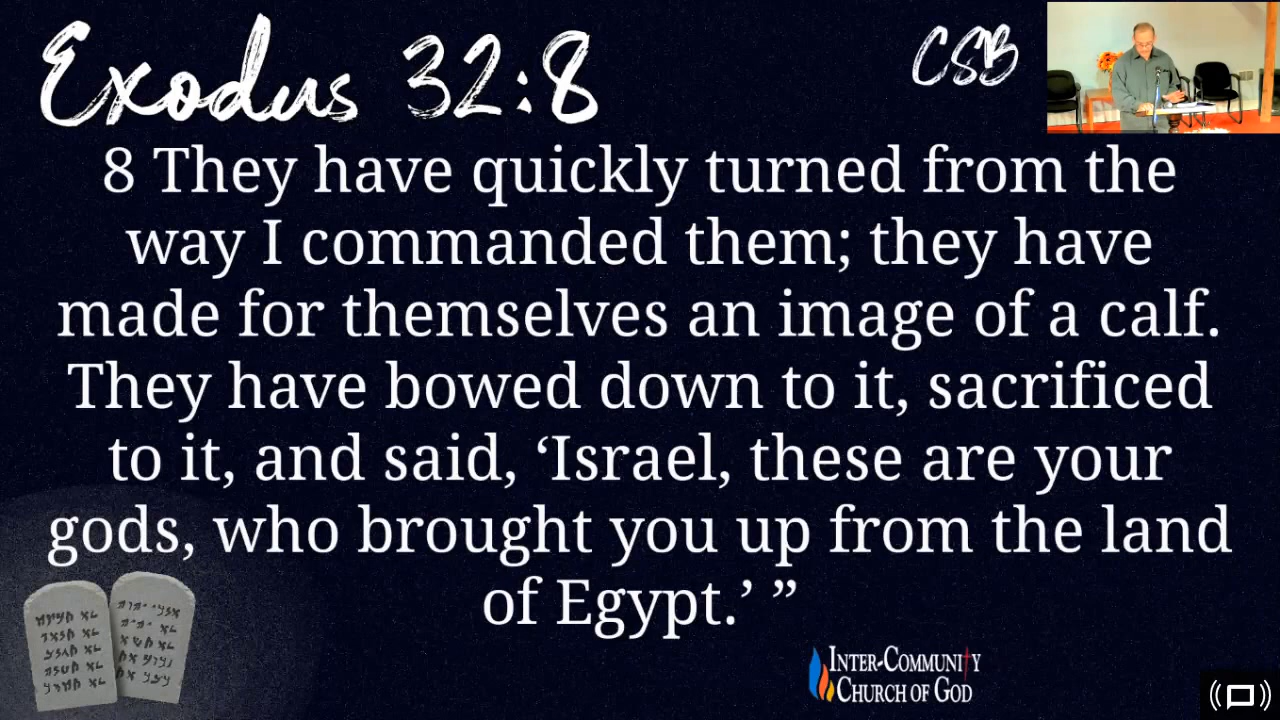 Exodus 32:8
CSB
8 They have quickly turned from the
way I commanded them; they have
made for themselves an image of a calf.
They have bowed down to it, sacrificed
to it, and said, ‘Israel, these are your
gods, who brought you up from the land
of Egypt.’ ”
INTER-COMMUNITY
CHURCH OF GOD